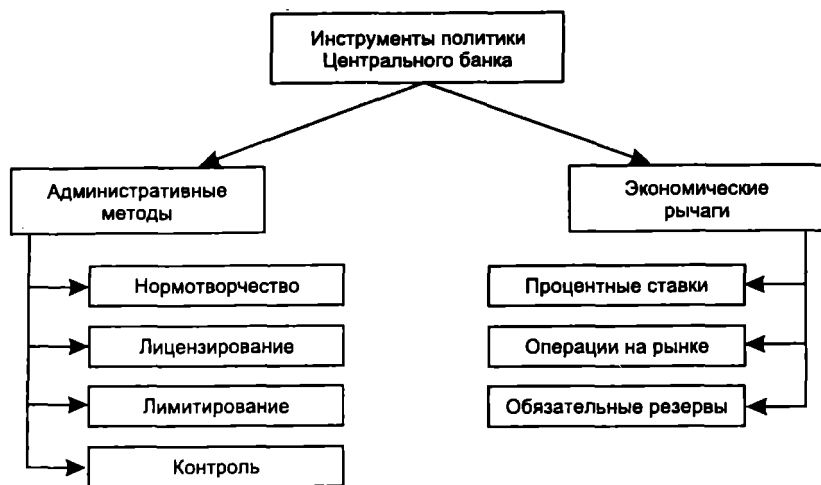 Инструменты политики
Центрального банка
Административные
методы
Экономические
рычаги
Нормотворчество
Лицензирование
Лимитирование
Контроль
Процентные ставки
Операции на рынке
Обязательные резервы